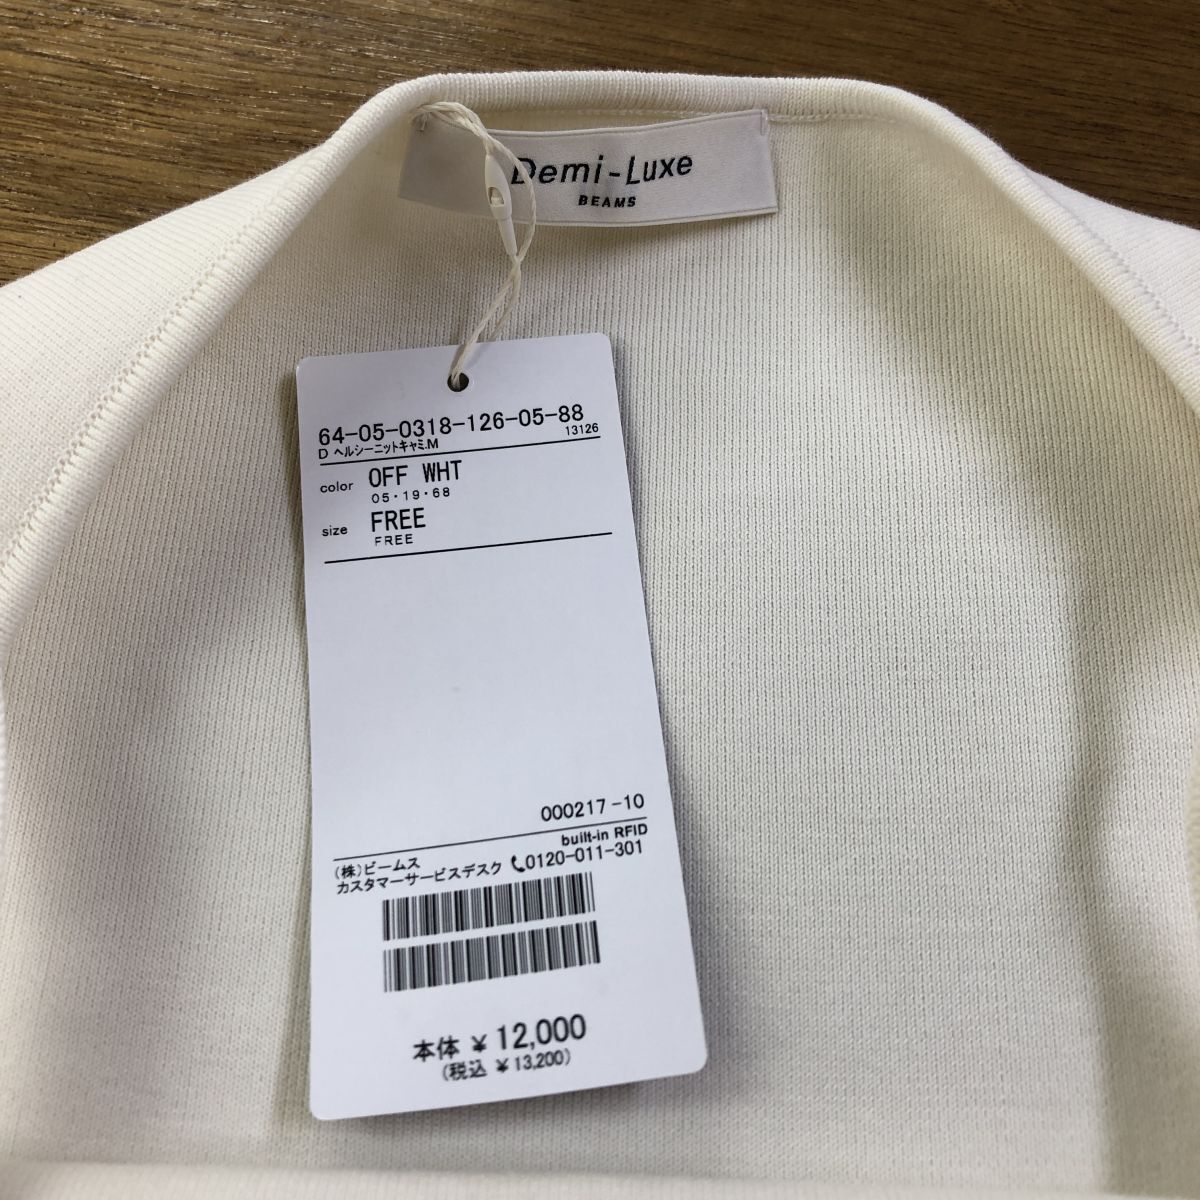 Demi-Luxe
BEAMS
64-05-0318-126-05-88
D ヘルシーニットキャミ.M 13126
color OFF WHT
05・19・68
size FREE
FREE
000217-10
built-in RFID
(株)ビームス
カスタマーサービスデスク 0120-011-301
本体 ¥12,000
(税込 ¥13,200)